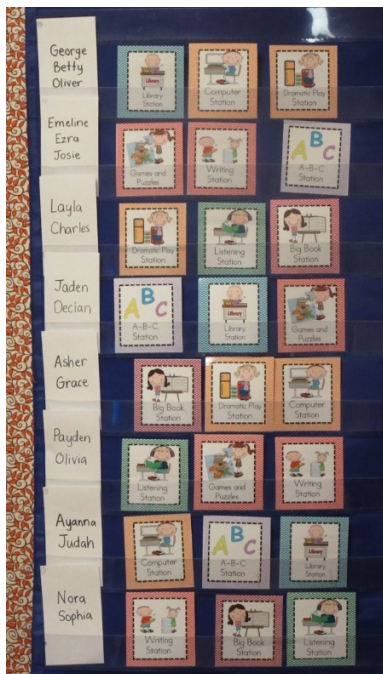 George
Betty
Oliver
Library
Library
Station
Computer
Station
Dramatic Play
Station
Emeline
Ezra
Josie
Games and
Puzzles
Writing
Station
ABC
A-B-C
Station
Layla
Charles
Dramatic Play
Station
Listening
Station
Big Book
Station
Jaden
Declan
ABC
A-B-C
Station
Library
Library
Station
Games and
Puzzles
Asher
Grace
Big Book
Station
Dramatic Play
Station
Computer
Station
Payden
Olivia
Listening
Station
Games and
Puzzles
Writing
Station
Ayanna
Judah
Computer
Station
ABC
A-B-C
Station
Library
Library
Station
Nora
Sophia
Writing
Station
Big Book
Station
Listening
Station